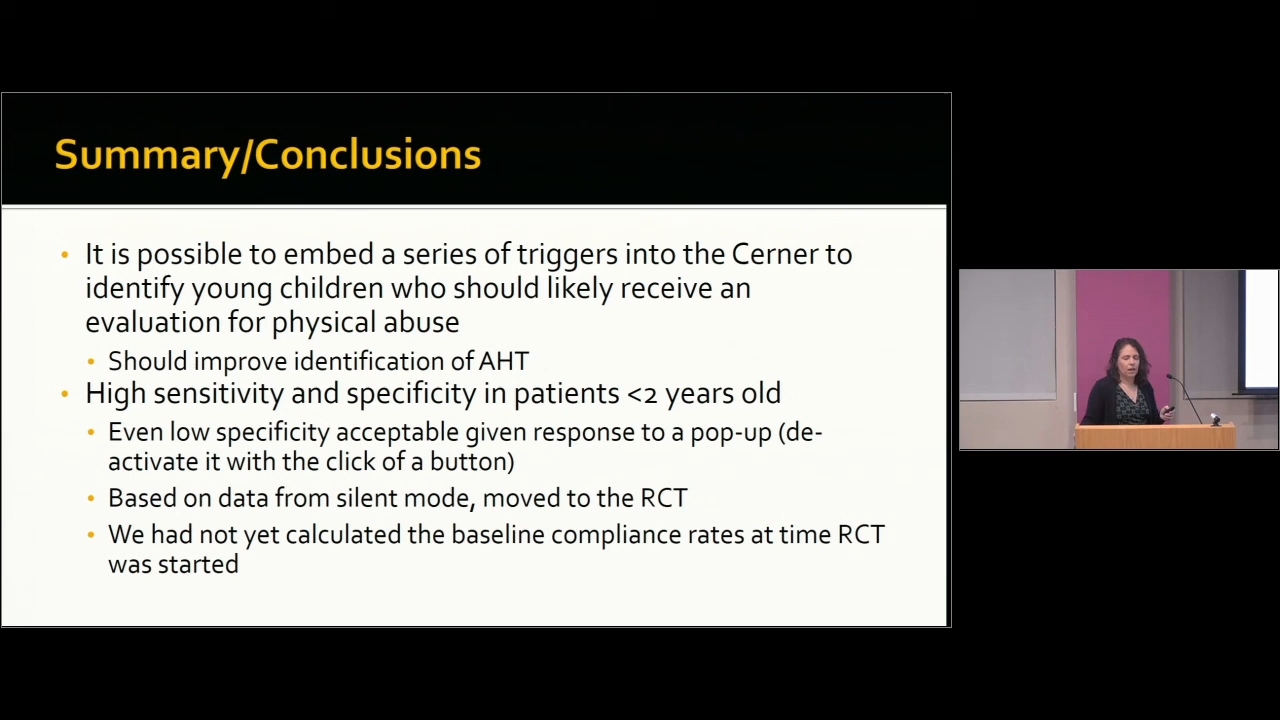 Summary/Conclusions
• It is possible to embed a series of triggers into the Cerner to
identify young children who should likely receive an
evaluation for physical abuse
• Should improve identification of AHT
• High sensitivity and specificity in patients <2 years old
• Even low specificity acceptable given response to a pop-up (de-
activate it with the click of a button)
• Based on data from silent mode, moved to the RCT
• We had not yet calculated the baseline compliance rates at time RCT
was started